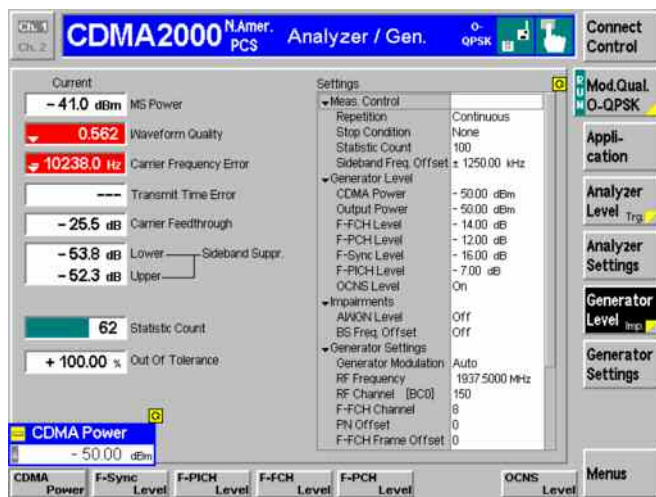 Ch. 1
Ch. 2
CDMA2000 N.Amer. PCS Analyzer / Gen. O-QPSK
Connect Control
Current
Settings
RUN
Mod.Qual. O-QPSK
- 41.0 dBm MS Power
0.562 Waveform Quality
- 10238.0 Hz Carrier Frequency Error
--- Transmit Time Error
- 25.5 dB Carrier Feedthrough
- 53.8 dB Lower Sideband Suppr.
- 52.3 dB Upper
62 Statistic Count
+ 100.00 % Out Of Tolerance
Meas. Control
Repetition Continuous
Stop Condition None
Statistic Count 100
Sideband Freq. Offset ± 1250.00 kHz
Generator Level
CDMA Power - 50.00 dBm
Output Power - 50.00 dBm
F-FCH Level - 14.00 dB
F-PCH Level - 12.00 dB
F-Sync Level - 16.00 dB
F-PICH Level - 7.00 dB
OCNS Level On
Impairments
AWGN Level Off
BS Freq. Offset Off
Generator Settings
Generator Modulation Auto
RF Frequency 1937.5000 MHz
RF Channel [BC0] 150
F-FCH Channel 8
PN Offset 0
F-FCH Frame Offset 0
Appli-cation
Analyzer Level Trg.
Analyzer Settings
Generator Level Imp.
Generator Settings
G
G
CDMA Power
- 50.00 dBm
CDMA Power
F-Sync Level
F-PICH Level
F-FCH Level
F-PCH Level
OCNS Level
Menus